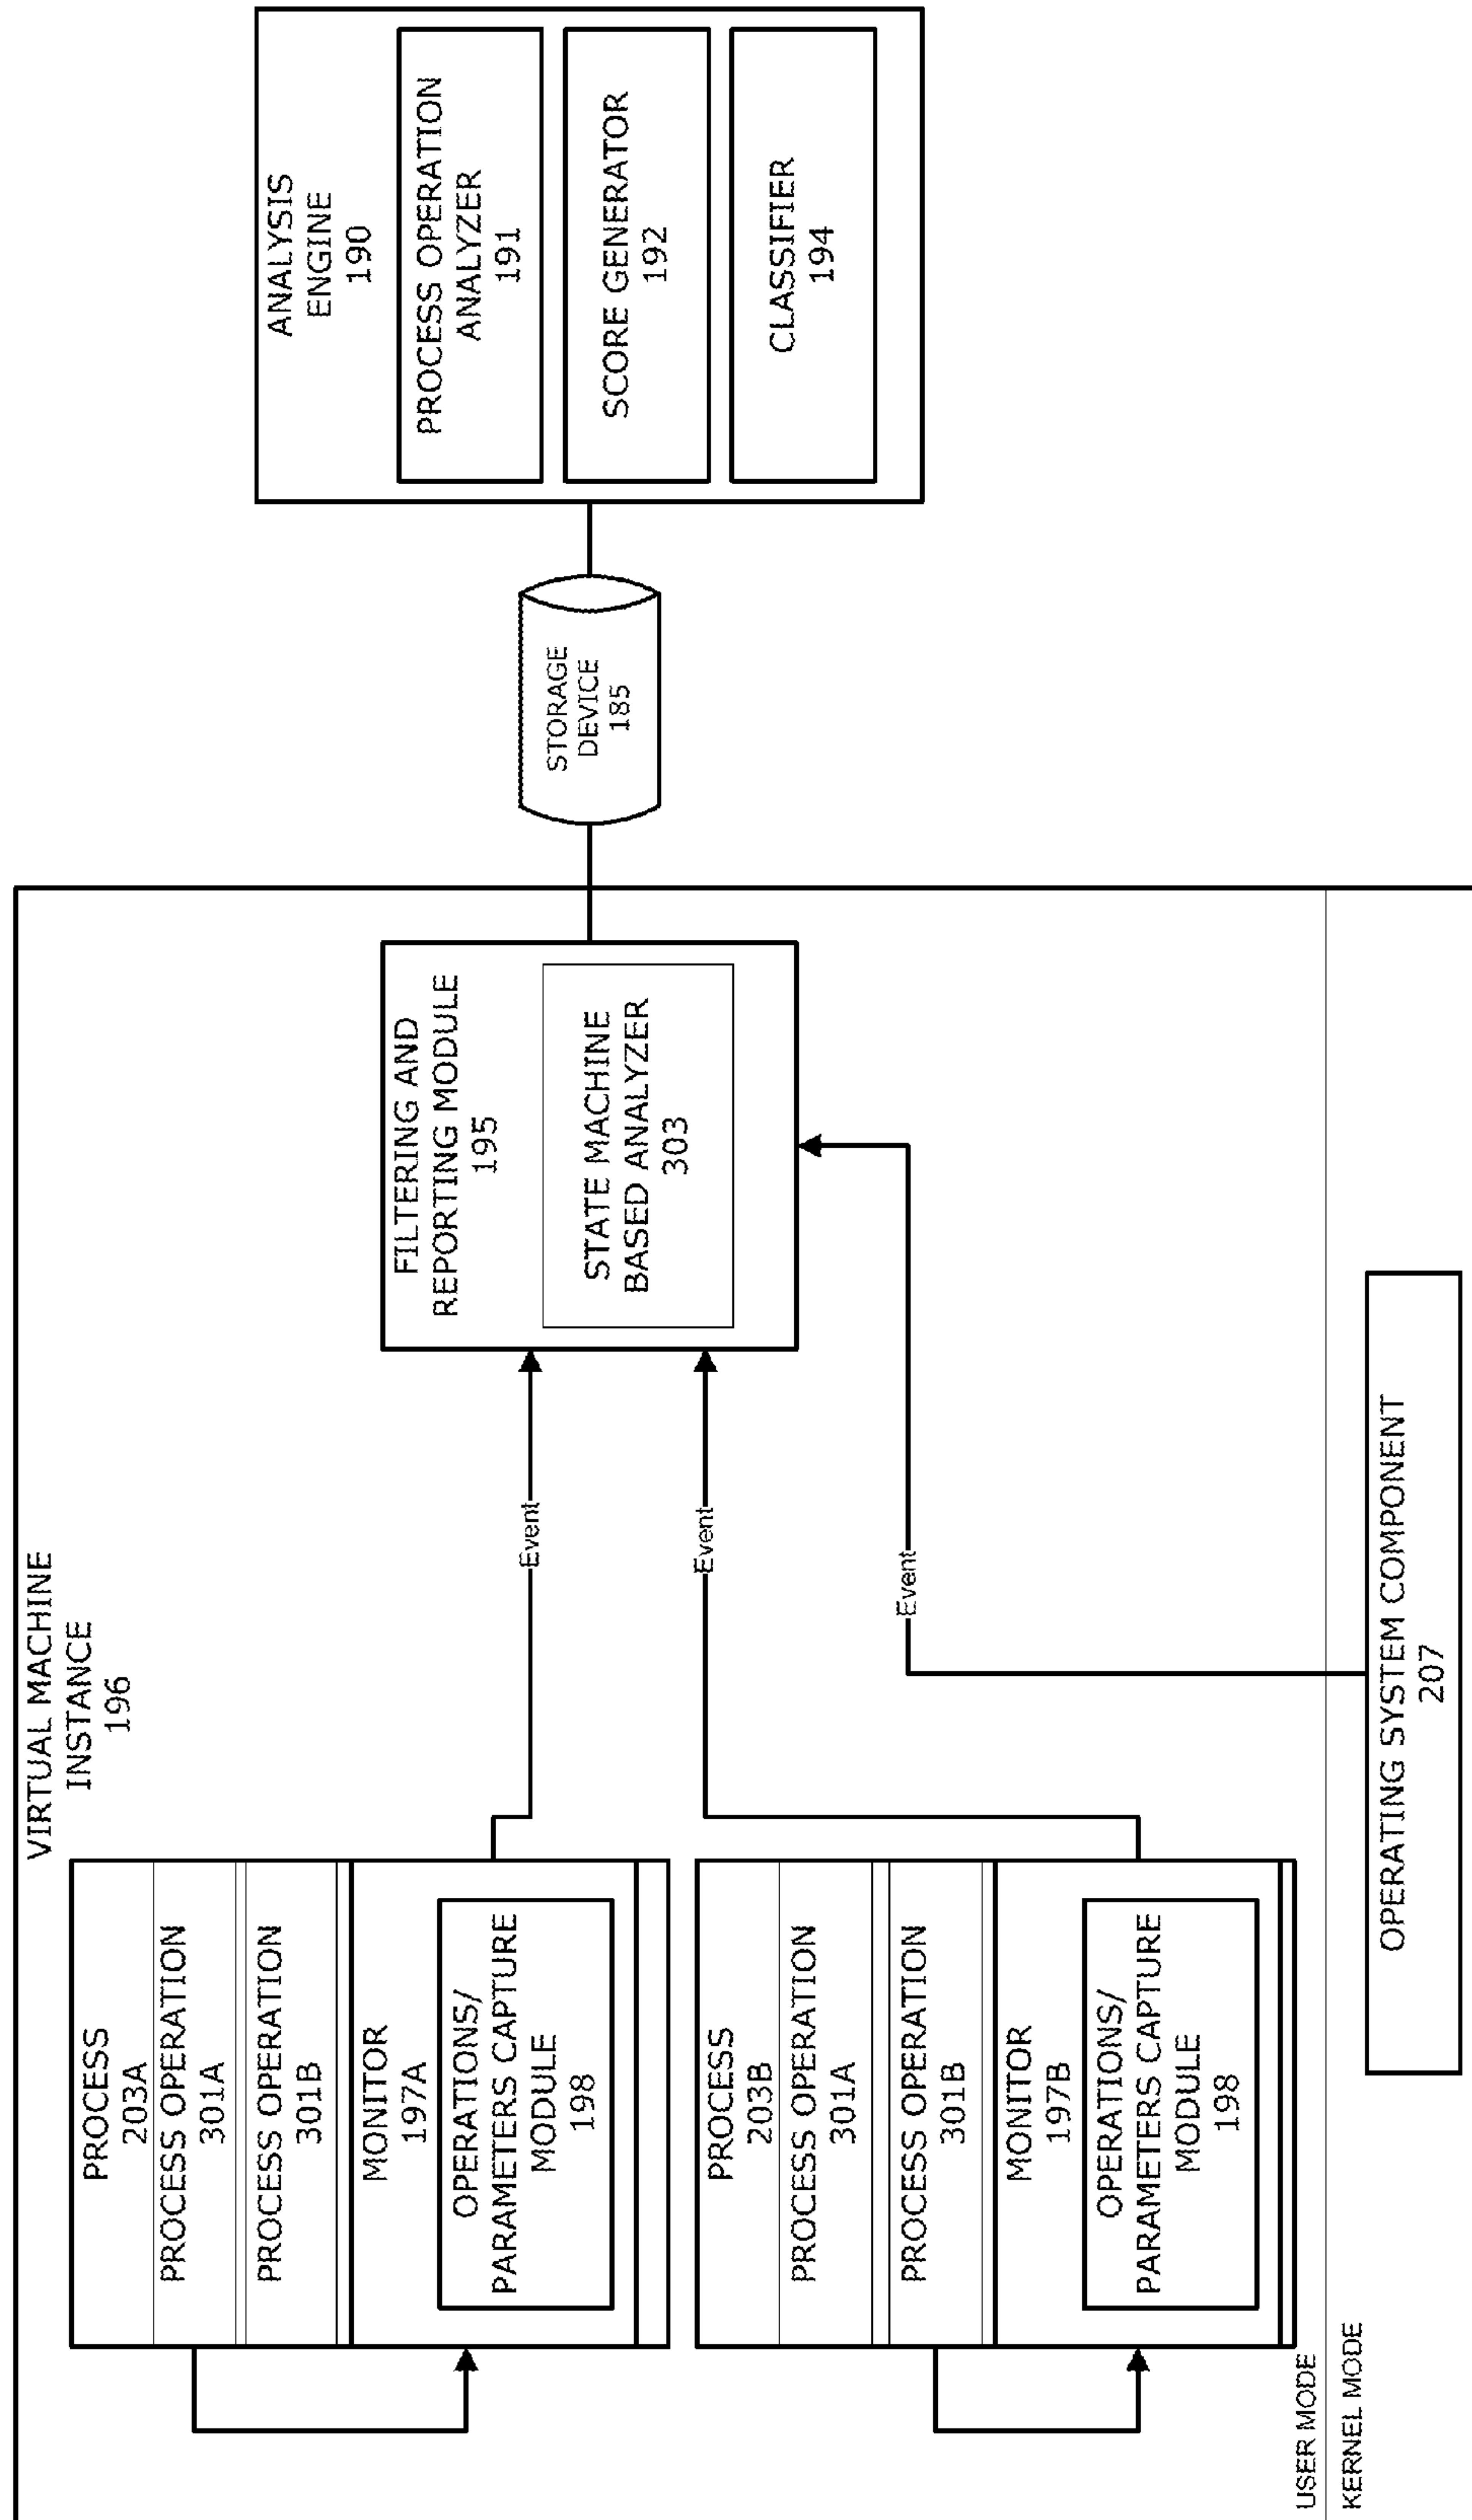 VIRTUAL MACHINE
INSTANCE
196
PROCESS
203A
PROCESS OPERATION
301A
PROCESS OPERATION
301B
MONITOR
197A
OPERATIONS/
PARAMETERS CAPTURE
MODULE
198
PROCESS
203B
PROCESS OPERATION
301A
PROCESS OPERATION
301B
MONITOR
197B
OPERATIONS/
PARAMETERS CAPTURE
MODULE
198
USER MODE
KERNEL MODE
Event
Event
Event
OPERATING SYSTEM COMPONENT
207
FILTERING AND
REPORTING MODULE
195
STATE MACHINE
BASED ANALYZER
303
STORAGE
DEVICE
185
ANALYSIS
ENGINE
190
PROCESS OPERATION
ANALYZER
191
SCORE GENERATOR
192
CLASSIFIER
194